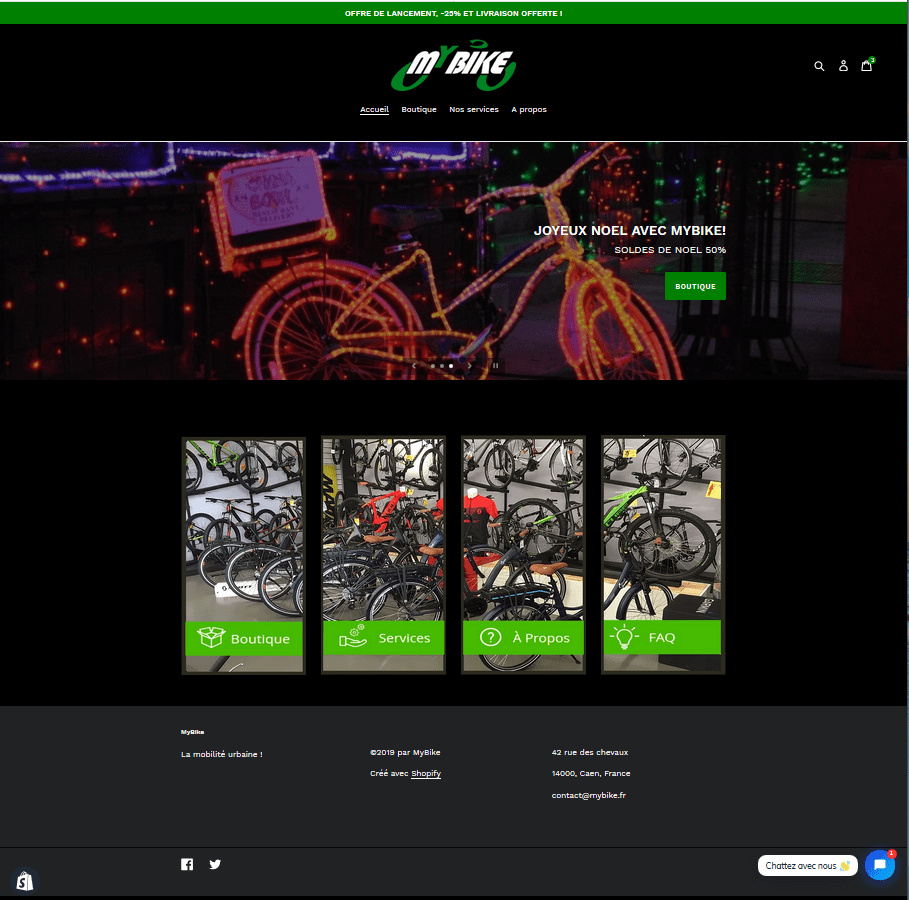 OFFRE DE LANCEMENT, -25% ET LIVRAISON OFFERTE !
MYBIKE
3
Accueil Boutique Nos services A propos
BOWL
JOYEUX NOEL AVEC MYBIKE!
SOLDES DE NOEL 50%
BOUTIQUE
Boutique
Services
À Propos
FAQ
MyBike
La mobilité urbaine !
©2019 par MyBike
Créé avec Shopify
42 rue des chevaux
14000, Caen, France
contact@mybike.fr
Chattez avec nous 👋
1